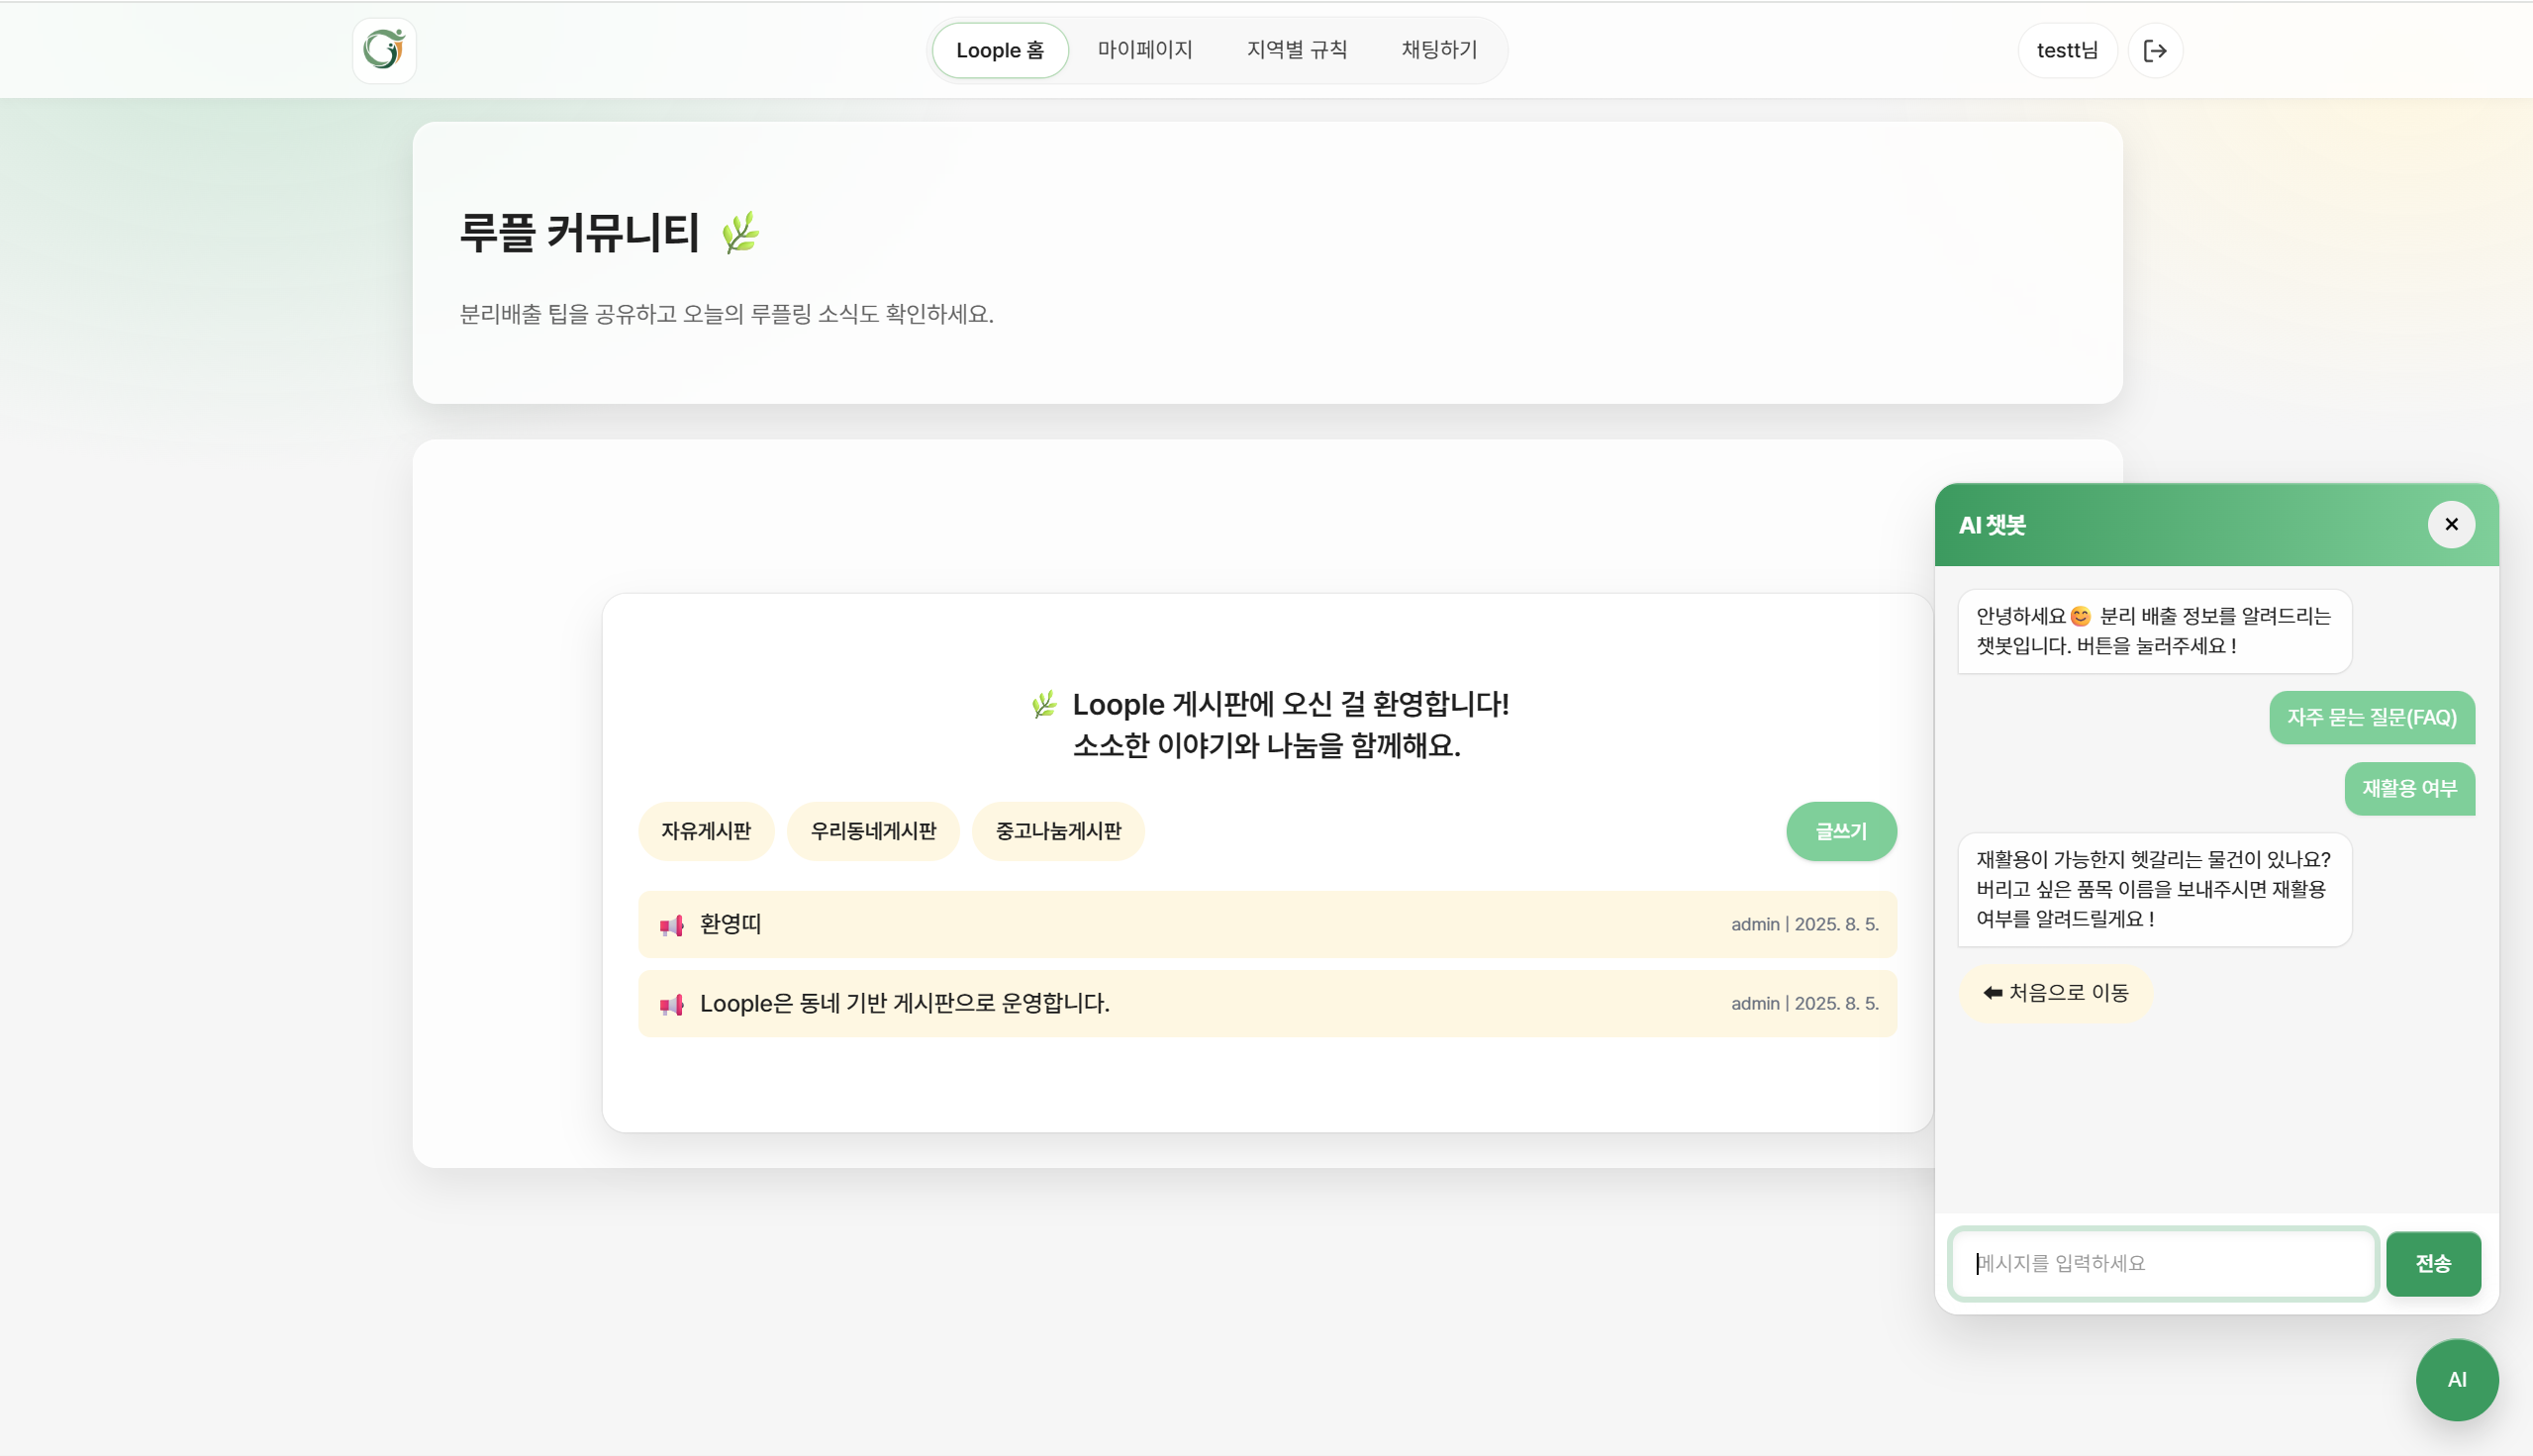 Loople 홈
마이페이지
지역별 규칙
채팅하기
testt님
루플 커뮤니티 🌿
분리배출 팁을 공유하고 오늘의 루플링 소식도 확인하세요.
🌿 Loople 게시판에 오신 걸 환영합니다!
소소한 이야기와 나눔을 함께해요.
자유게시판
우리동네게시판
중고나눔게시판
글쓰기
📢 환영띠
admin | 2025. 8. 5.
📢 Loople은 동네 기반 게시판으로 운영합니다.
admin | 2025. 8. 5.
AI 챗봇
×
안녕하세요😊 분리 배출 정보를 알려드리는
챗봇입니다. 버튼을 눌러주세요 !
자주 묻는 질문(FAQ)
재활용 여부
재활용이 가능한지 헷갈리는 물건이 있나요?
버리고 싶은 품목 이름을 보내주시면 재활용
여부를 알려드릴게요 !
⬅ 처음으로 이동
메시지를 입력하세요
전송
AI